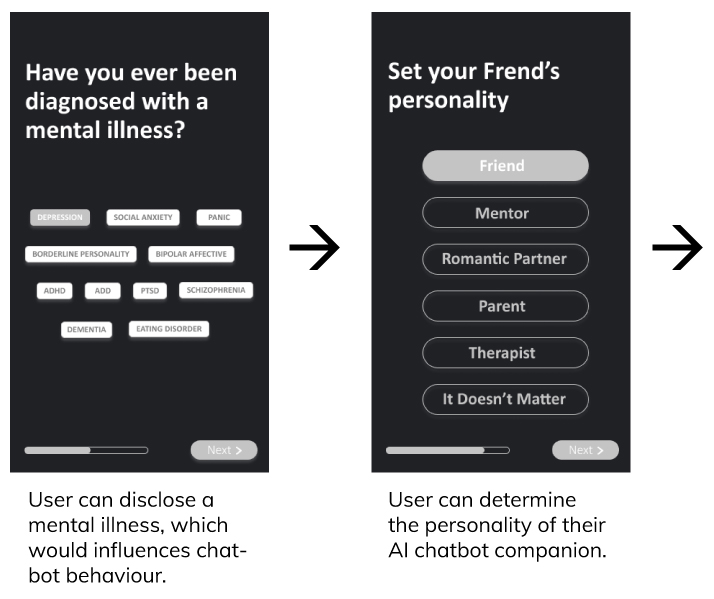 Have you ever been
diagnosed with a
mental illness?
DEPRESSION SOCIAL ANXIETY PANIC
BORDERLINE PERSONALITY BIPOLAR AFFECTIVE
ADHD ADD PTSD SCHIZOPHRENIA
DEMENTIA EATING DISORDER
Next
User can disclose a
mental illness, which
would influences chat-
bot behaviour.
Set your Frend's
personality
Friend
Mentor
Romantic Partner
Parent
Therapist
It Doesn't Matter
Next
User can determine
the personality of their
AI chatbot companion.